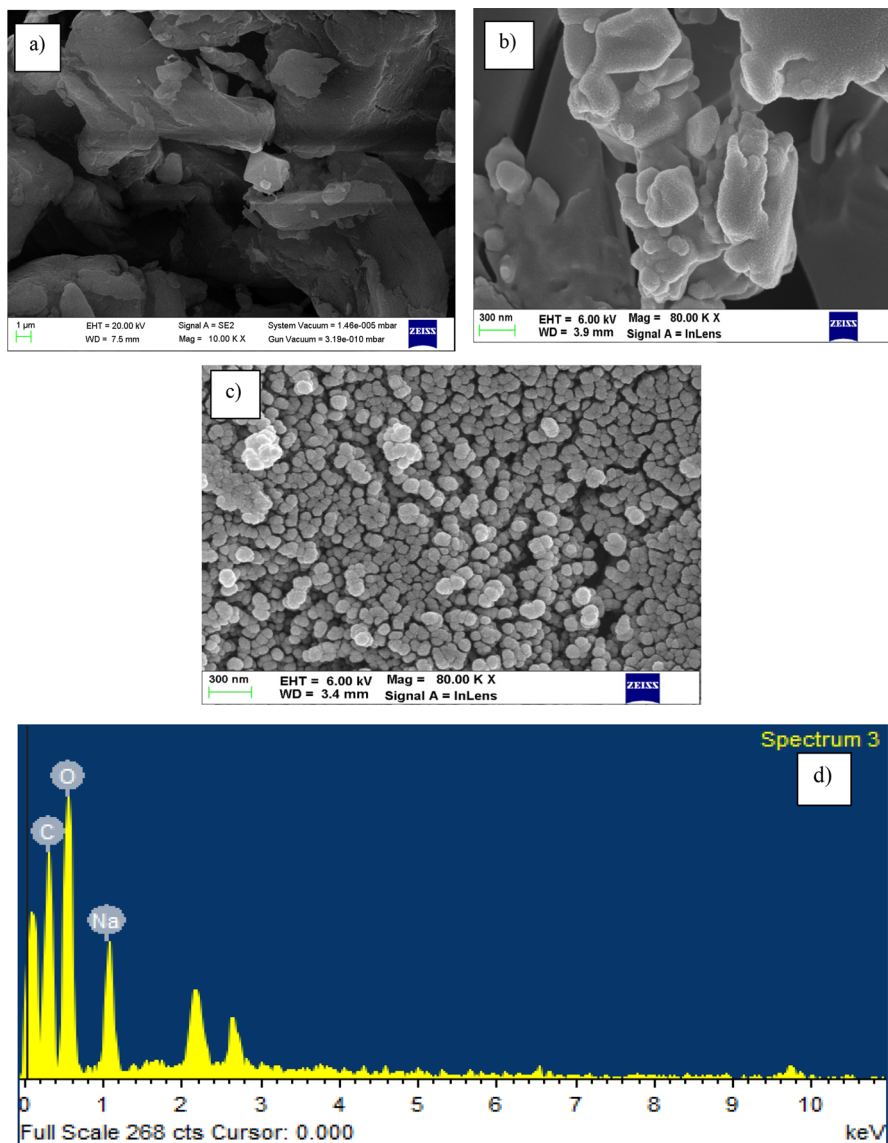 a)
1 µm
EHT = 20.00 kV Signal A = SE2 System Vacuum = 1.46e-005 mbar
WD = 7.5 mm Mag = 10.00 K X Gun Vacuum = 3.19e-010 mbar
ZEISS
b)
300 nm EHT = 6.00 kV Mag = 80.00 K X
WD = 3.9 mm Signal A = InLens
ZEISS
c)
300 nm EHT = 6.00 kV Mag = 80.00 K X
WD = 3.4 mm Signal A = InLens
ZEISS
Spectrum 3
d)
O
C
Na
0 1 2 3 4 5 6 7 8 9 10
Full Scale 268 cts Cursor: 0.000 keV